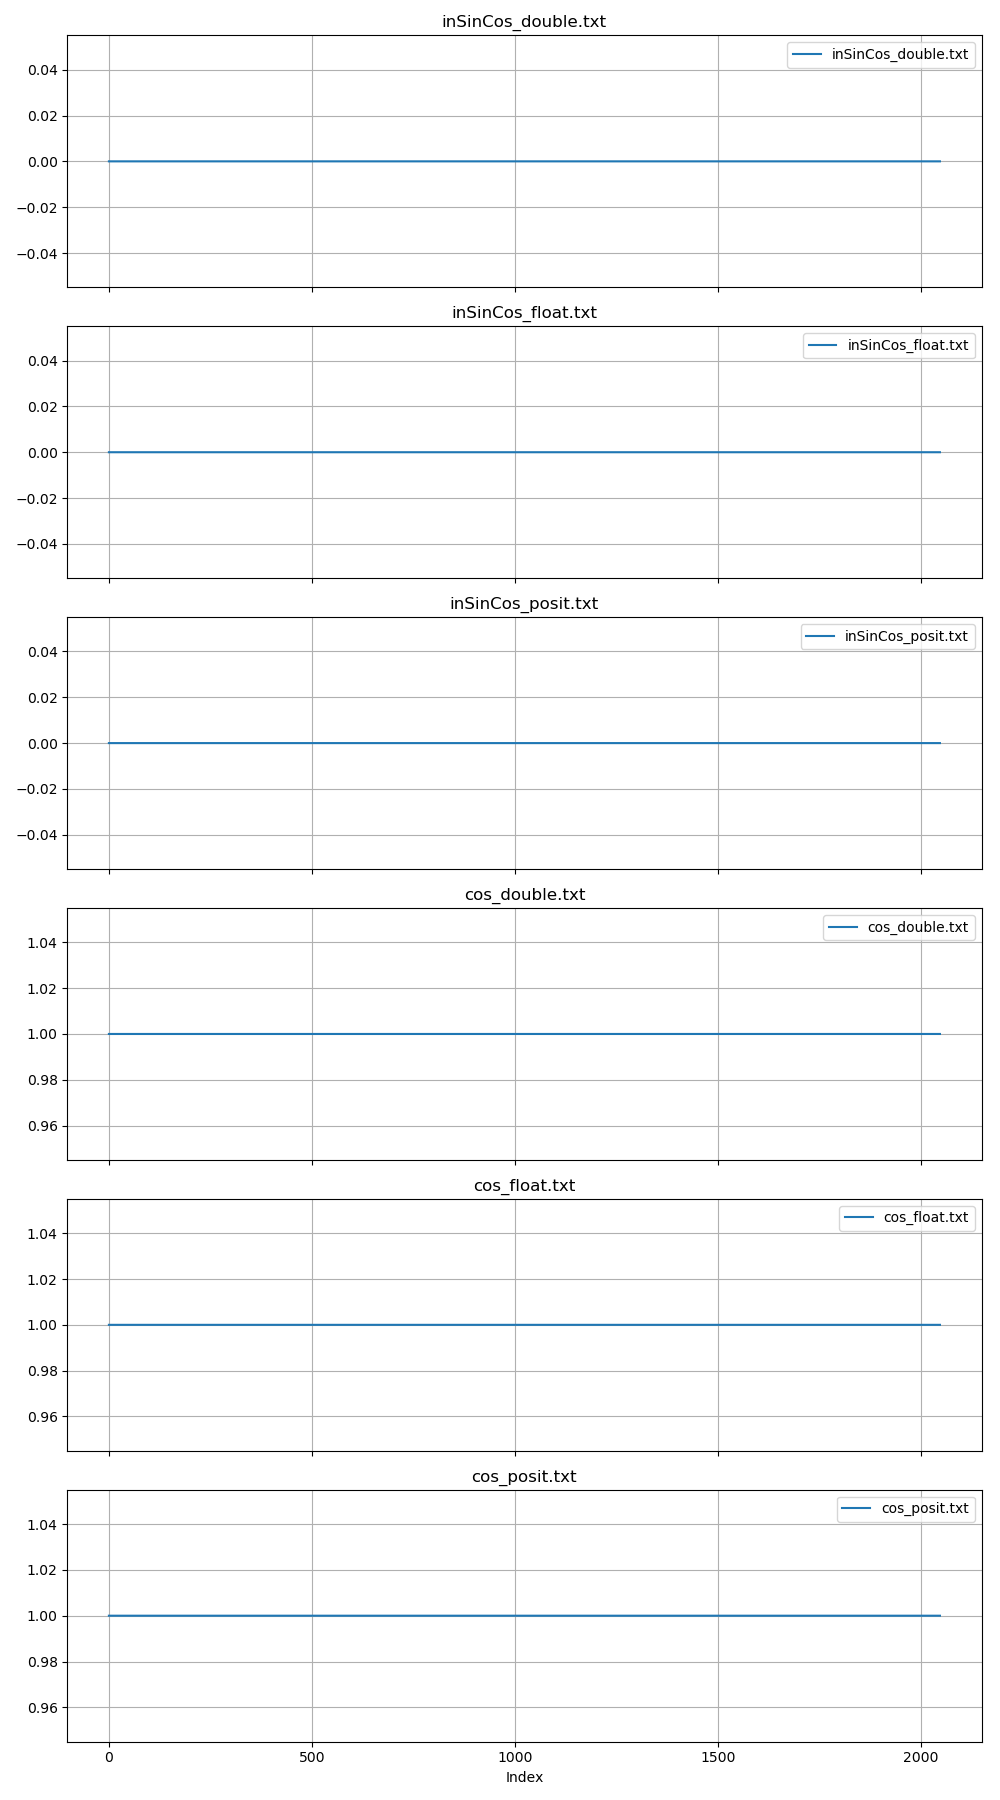 inSinCos_double.txt
inSinCos_double.txt
0.04
0.02
0.00
−0.02
−0.04
inSinCos_float.txt
inSinCos_float.txt
0.04
0.02
0.00
−0.02
−0.04
inSinCos_posit.txt
inSinCos_posit.txt
0.04
0.02
0.00
−0.02
−0.04
cos_double.txt
cos_double.txt
1.04
1.02
1.00
0.98
0.96
cos_float.txt
cos_float.txt
1.04
1.02
1.00
0.98
0.96
cos_posit.txt
cos_posit.txt
1.04
1.02
1.00
0.98
0.96
0 500 1000 1500 2000
Index